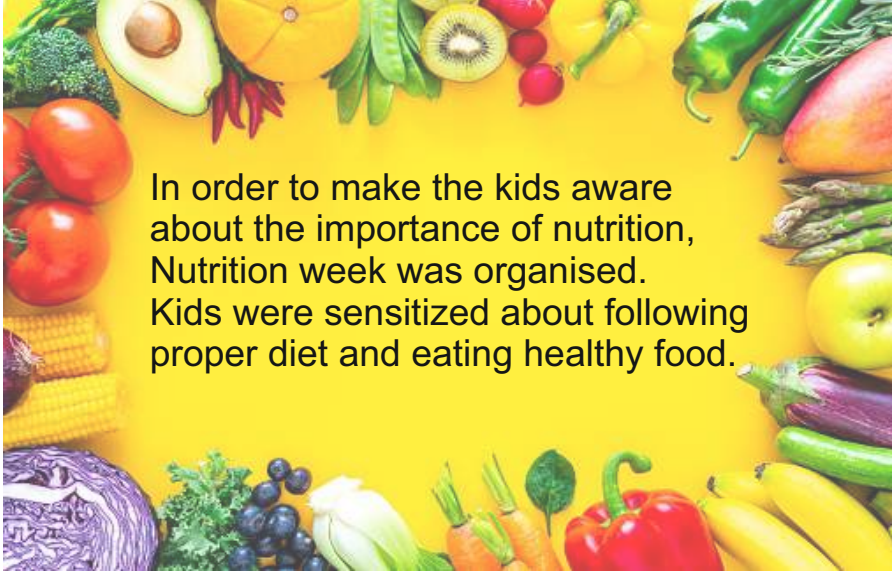 In order to make the kids aware
about the importance of nutrition,
Nutrition week was organised.
Kids were sensitized about following
proper diet and eating healthy food.